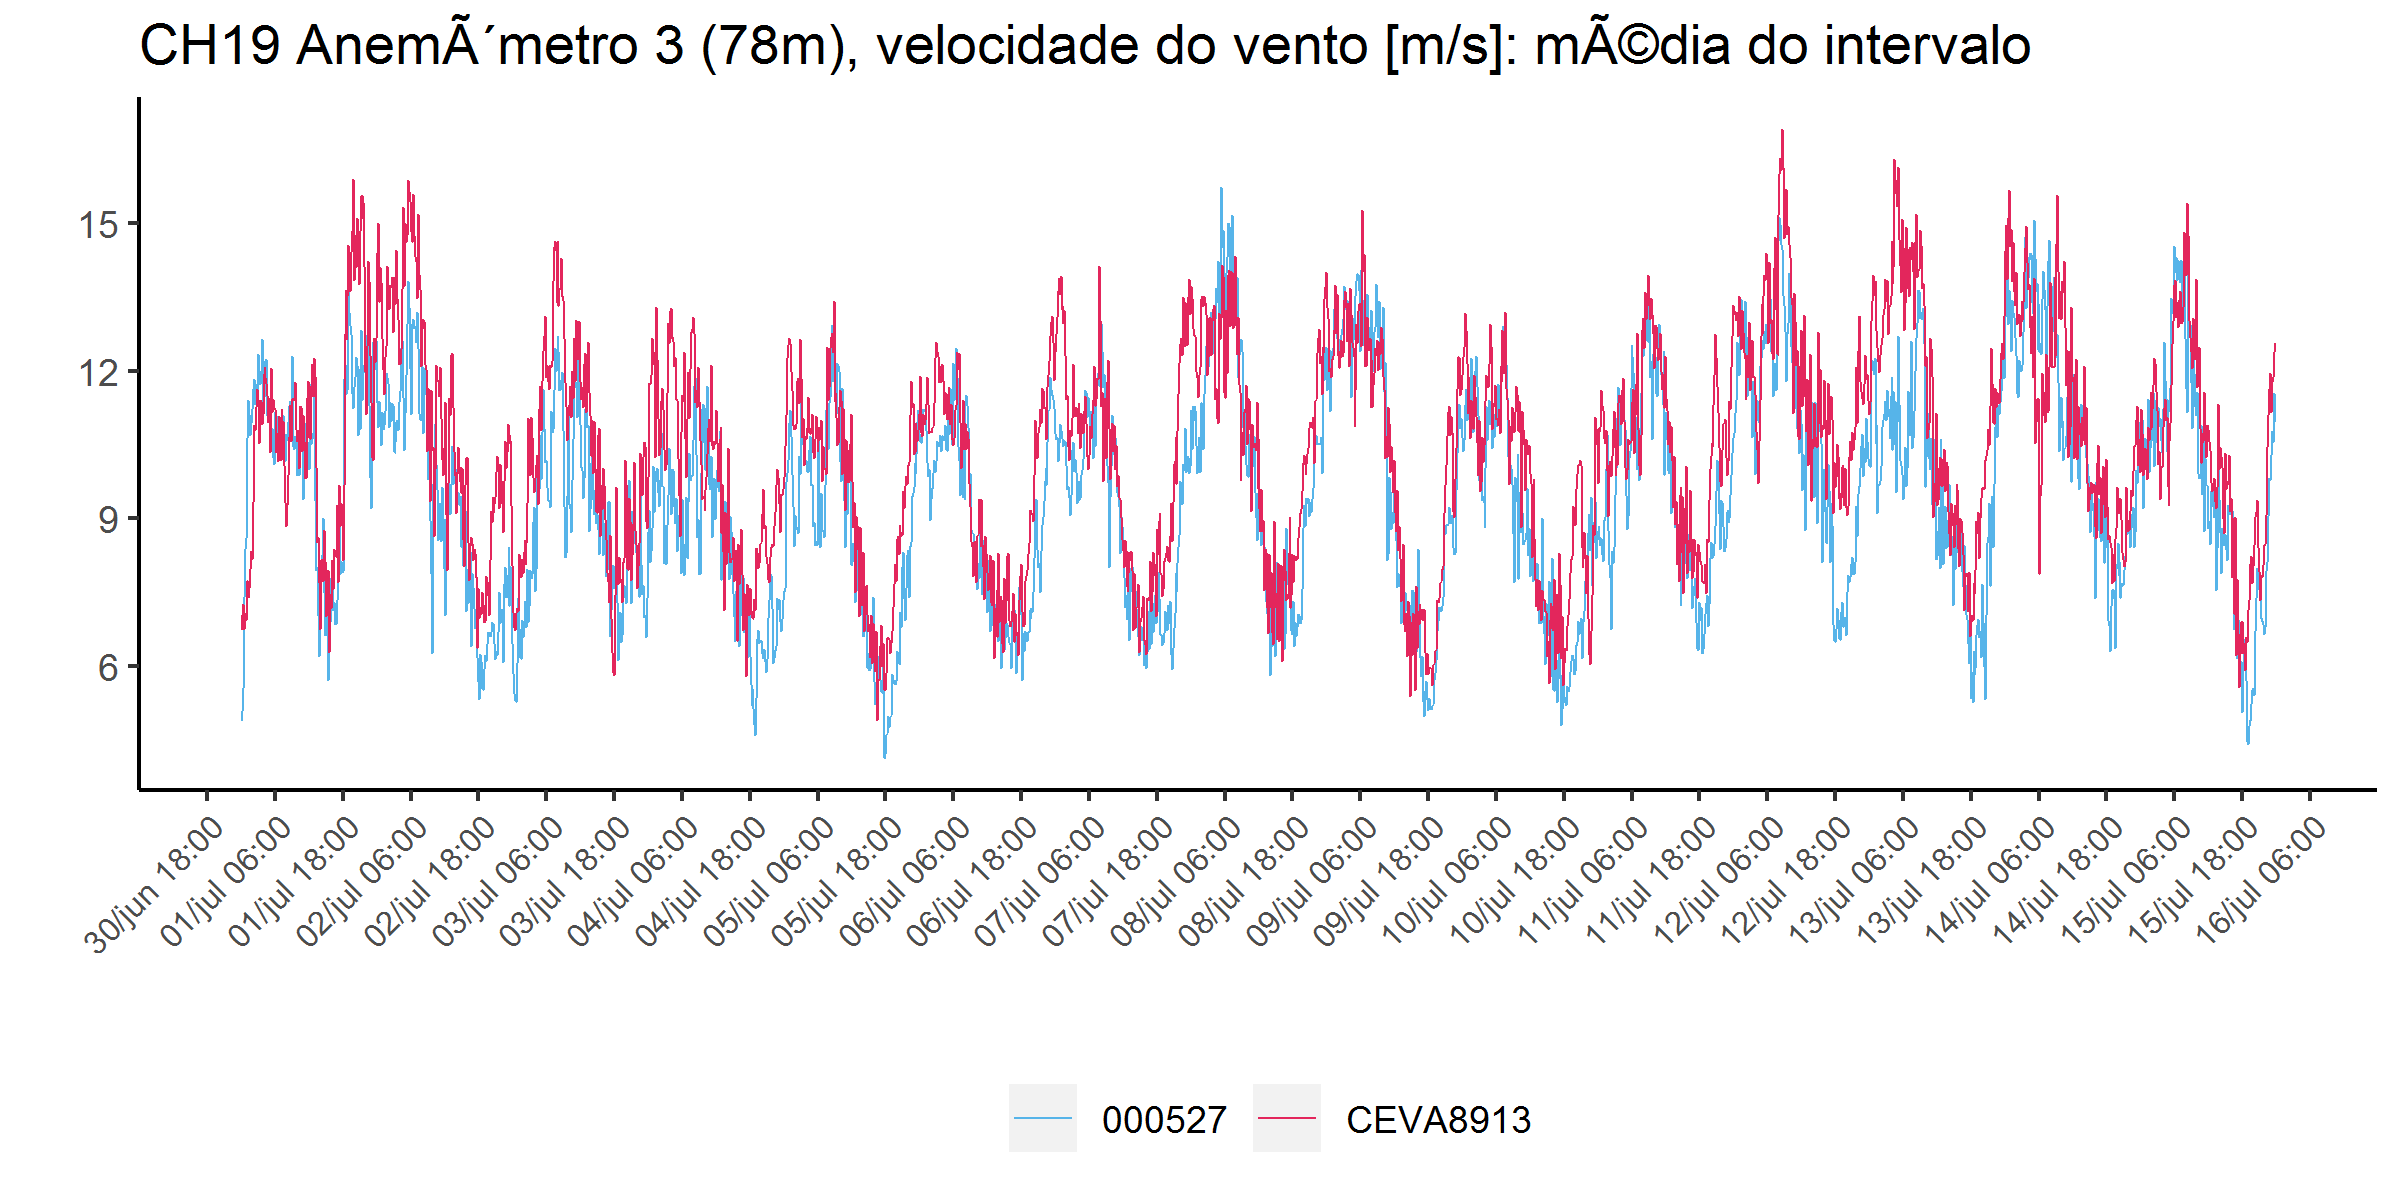 CH19 AnemÃ´metro 3 (78m), velocidade do vento [m/s]: mÃ©dia do intervalo
15
12
9
6
30/jun 18:00
01/jul 06:00
01/jul 18:00
02/jul 06:00
02/jul 18:00
03/jul 06:00
03/jul 18:00
04/jul 06:00
04/jul 18:00
05/jul 06:00
05/jul 18:00
06/jul 06:00
06/jul 18:00
07/jul 06:00
07/jul 18:00
08/jul 06:00
08/jul 18:00
09/jul 06:00
09/jul 18:00
10/jul 06:00
10/jul 18:00
11/jul 06:00
11/jul 18:00
12/jul 06:00
12/jul 18:00
13/jul 06:00
13/jul 18:00
14/jul 06:00
14/jul 18:00
15/jul 06:00
15/jul 18:00
16/jul 06:00
000527
CEVA8913